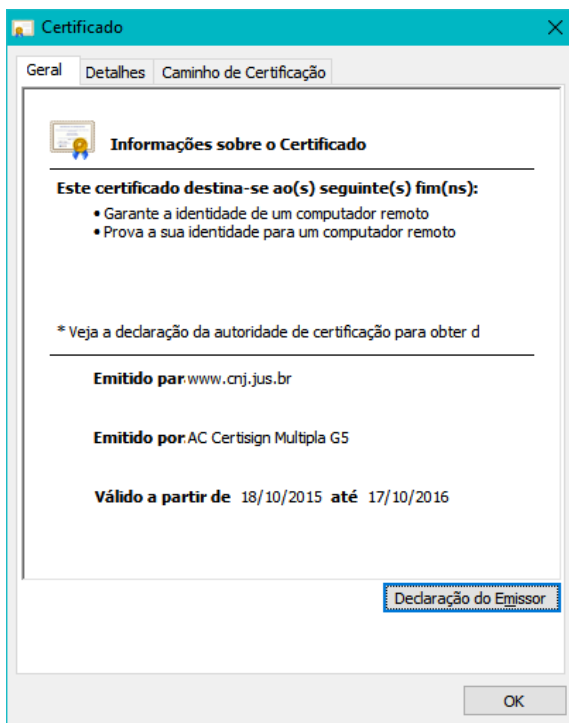 Certificado
Geral Detalhes Caminho de Certificação
Informações sobre o Certificado
Este certificado destina-se ao(s) seguinte(s) fim(ns):
• Garante a identidade de um computador remoto
• Prova a sua identidade para um computador remoto
* Veja a declaração da autoridade de certificação para obter d
Emitido par www.cnj.jus.br
Emitido por: AC Certisign Multipla G5
Válido a partir de 18/10/2015 até 17/10/2016
Declaração do Emissor
OK